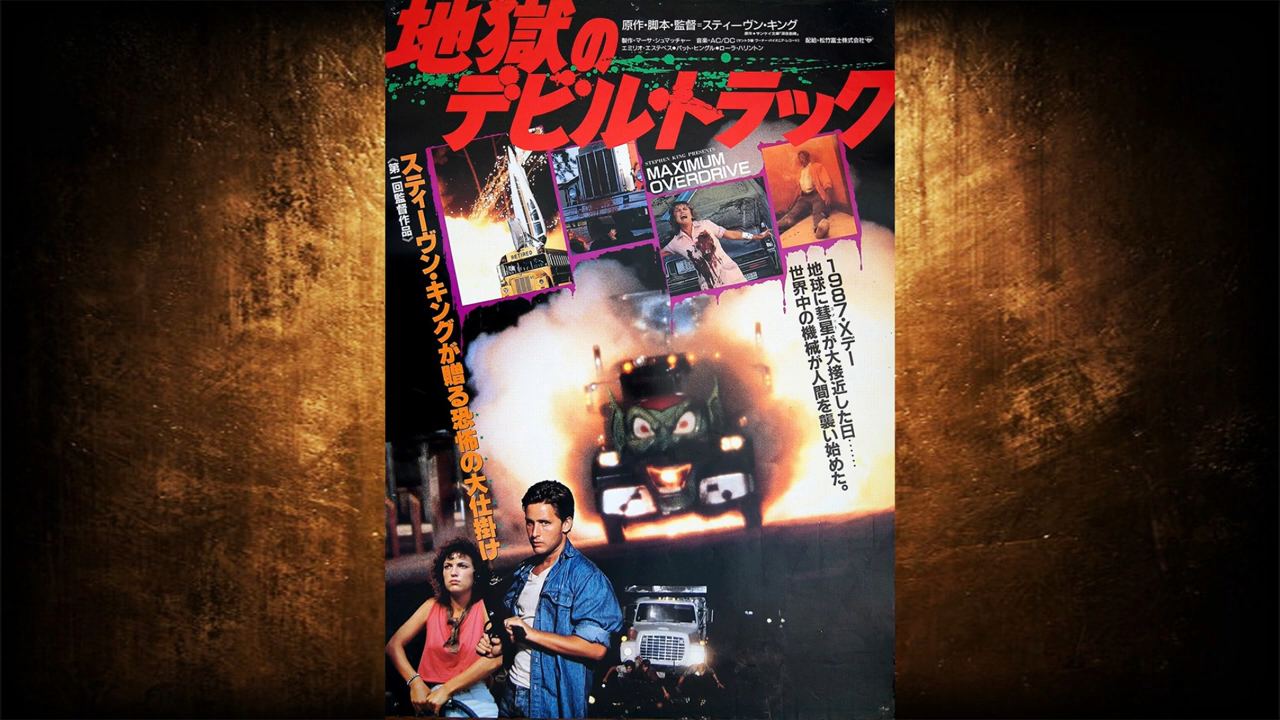 地獄の
デビル・トラック
原作・脚本・監督=スティーヴン・キング
製作・マーサ・シュマッチャー 音楽・AC/DC
配給・松竹富士株式会社
エミリオ・エステベス●パット・ヒングル●ローラ・ハリントン
STEPHEN KING PRESENTS
MAXIMUM
OVERDRIVE
RETIRED
スティーヴン・キングが贈る恐怖の大仕掛け
《第一回監督作品》
1987・Xデー
地球に彗星が大接近した日……
世界中の機械が人間を襲い始めた。